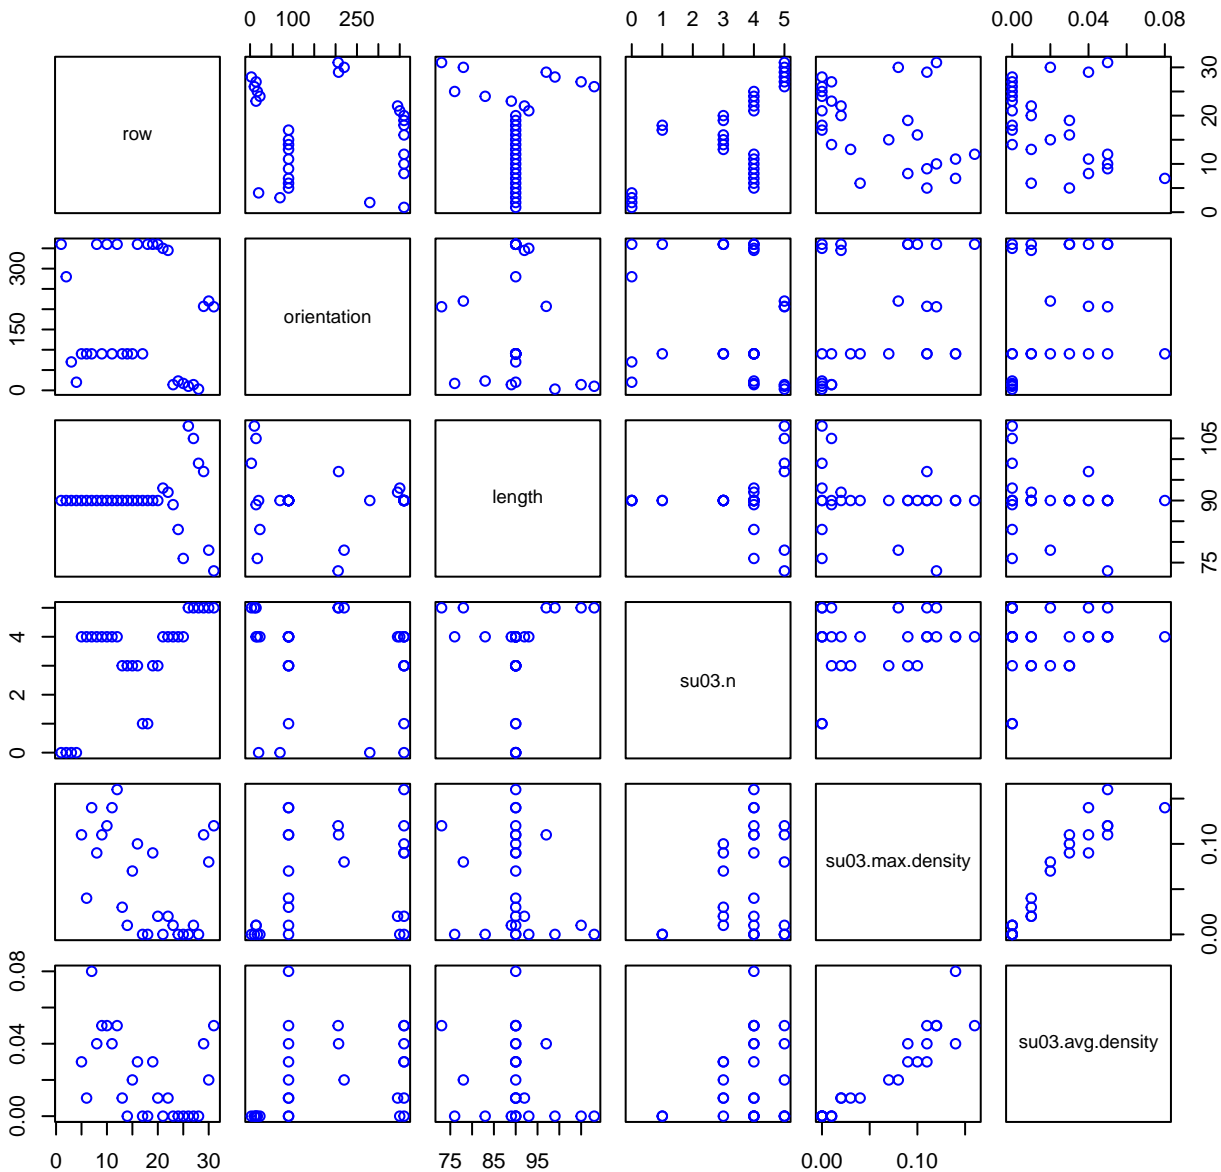 0 100 250 0 1 2 3 4 5 0.00 0.04 0.08
row 0 10 20 30
0 150 300 orientation
length 75 90 105
0 2 4 su03.n
su03.max.density 0.00 0.10
0.00 0.04 0.08 su03.avg.density
0 10 20 30 75 85 95 0.00 0.10